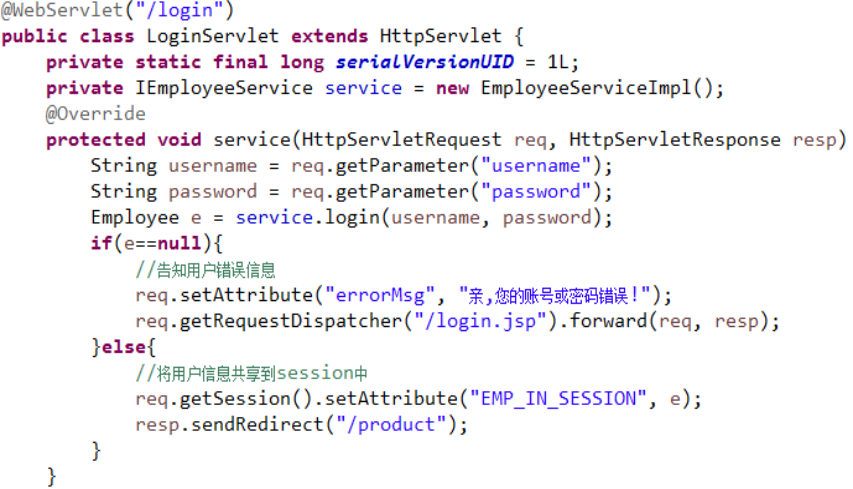 @WebServlet("/login")
public class LoginServlet extends HttpServlet {
    private static final long serialVersionUID = 1L;
    private IEmployeeService service = new EmployeeServiceImpl();
    @Override
    protected void service(HttpServletRequest req, HttpServletResponse resp)
        String username = req.getParameter("username");
        String password = req.getParameter("password");
        Employee e = service.login(username, password);
        if(e==null){
            //告知用户错误信息
            req.setAttribute("errorMsg", "亲,您的账号或密码错误!");
            req.getRequestDispatcher("/login.jsp").forward(req, resp);
        }else{
            //将用户信息共享到session中
            req.getSession().setAttribute("EMP_IN_SESSION", e);
            resp.sendRedirect("/product");
        }
    }